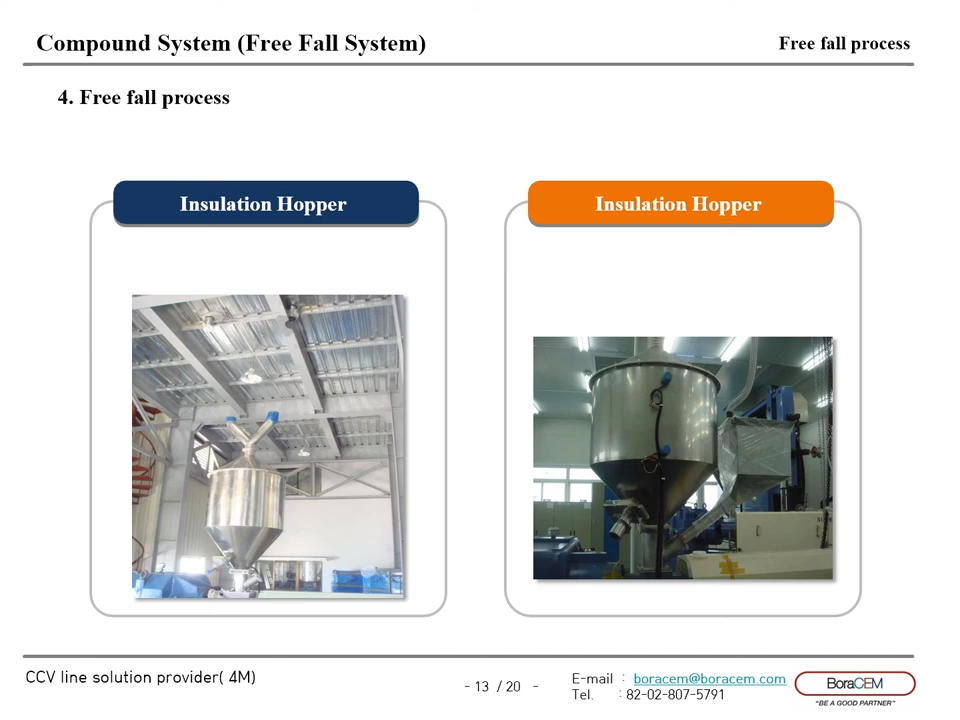 Compound System (Free Fall System)
Free fall process
4. Free fall process
Insulation Hopper
Insulation Hopper
CCV line solution provider( 4M)
- 13 / 20 -
E-mail : boracem@boracem.com
Tel. : 82-02-807-5791
BoraCEM
"BE A GOOD PARTNER"